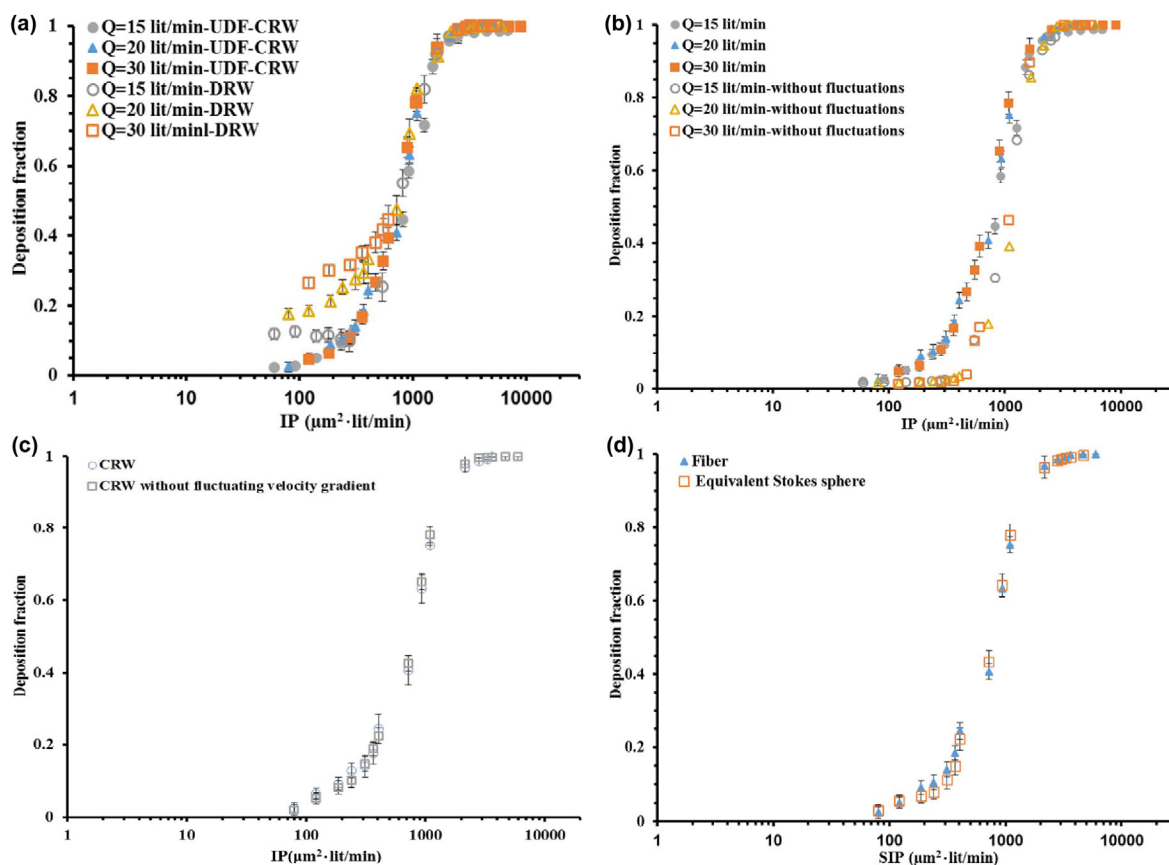 (a)
Q=15 lit/min-UDF-CRW
Q=20 lit/min-UDF-CRW
Q=30 lit/min-UDF-CRW
Q=15 lit/min-DRW
Q=20 lit/min-DRW
Q=30 lit/minl-DRW
Deposition fraction
1
0.8
0.6
0.4
0.2
0
1
10
100
1000
10000
IP (μm²·lit/min)
(b)
Q=15 lit/min
Q=20 lit/min
Q=30 lit/min
Q=15 lit/min-without fluctuations
Q=20 lit/min-without fluctuations
Q=30 lit/min-without fluctuations
Deposition fraction
1
0.8
0.6
0.4
0.2
0
1
10
100
1000
10000
IP (μm²·lit/min)
(c)
CRW
CRW without fluctuating velocity gradient
Deposition fraction
1
0.8
0.6
0.4
0.2
0
1
10
100
1000
10000
IP(μm²·lit/min)
(d)
Fiber
Equivalent Stokes sphere
Deposition fraction
1
0.8
0.6
0.4
0.2
0
1
10
100
1000
10000
SIP (μm²·lit/min)